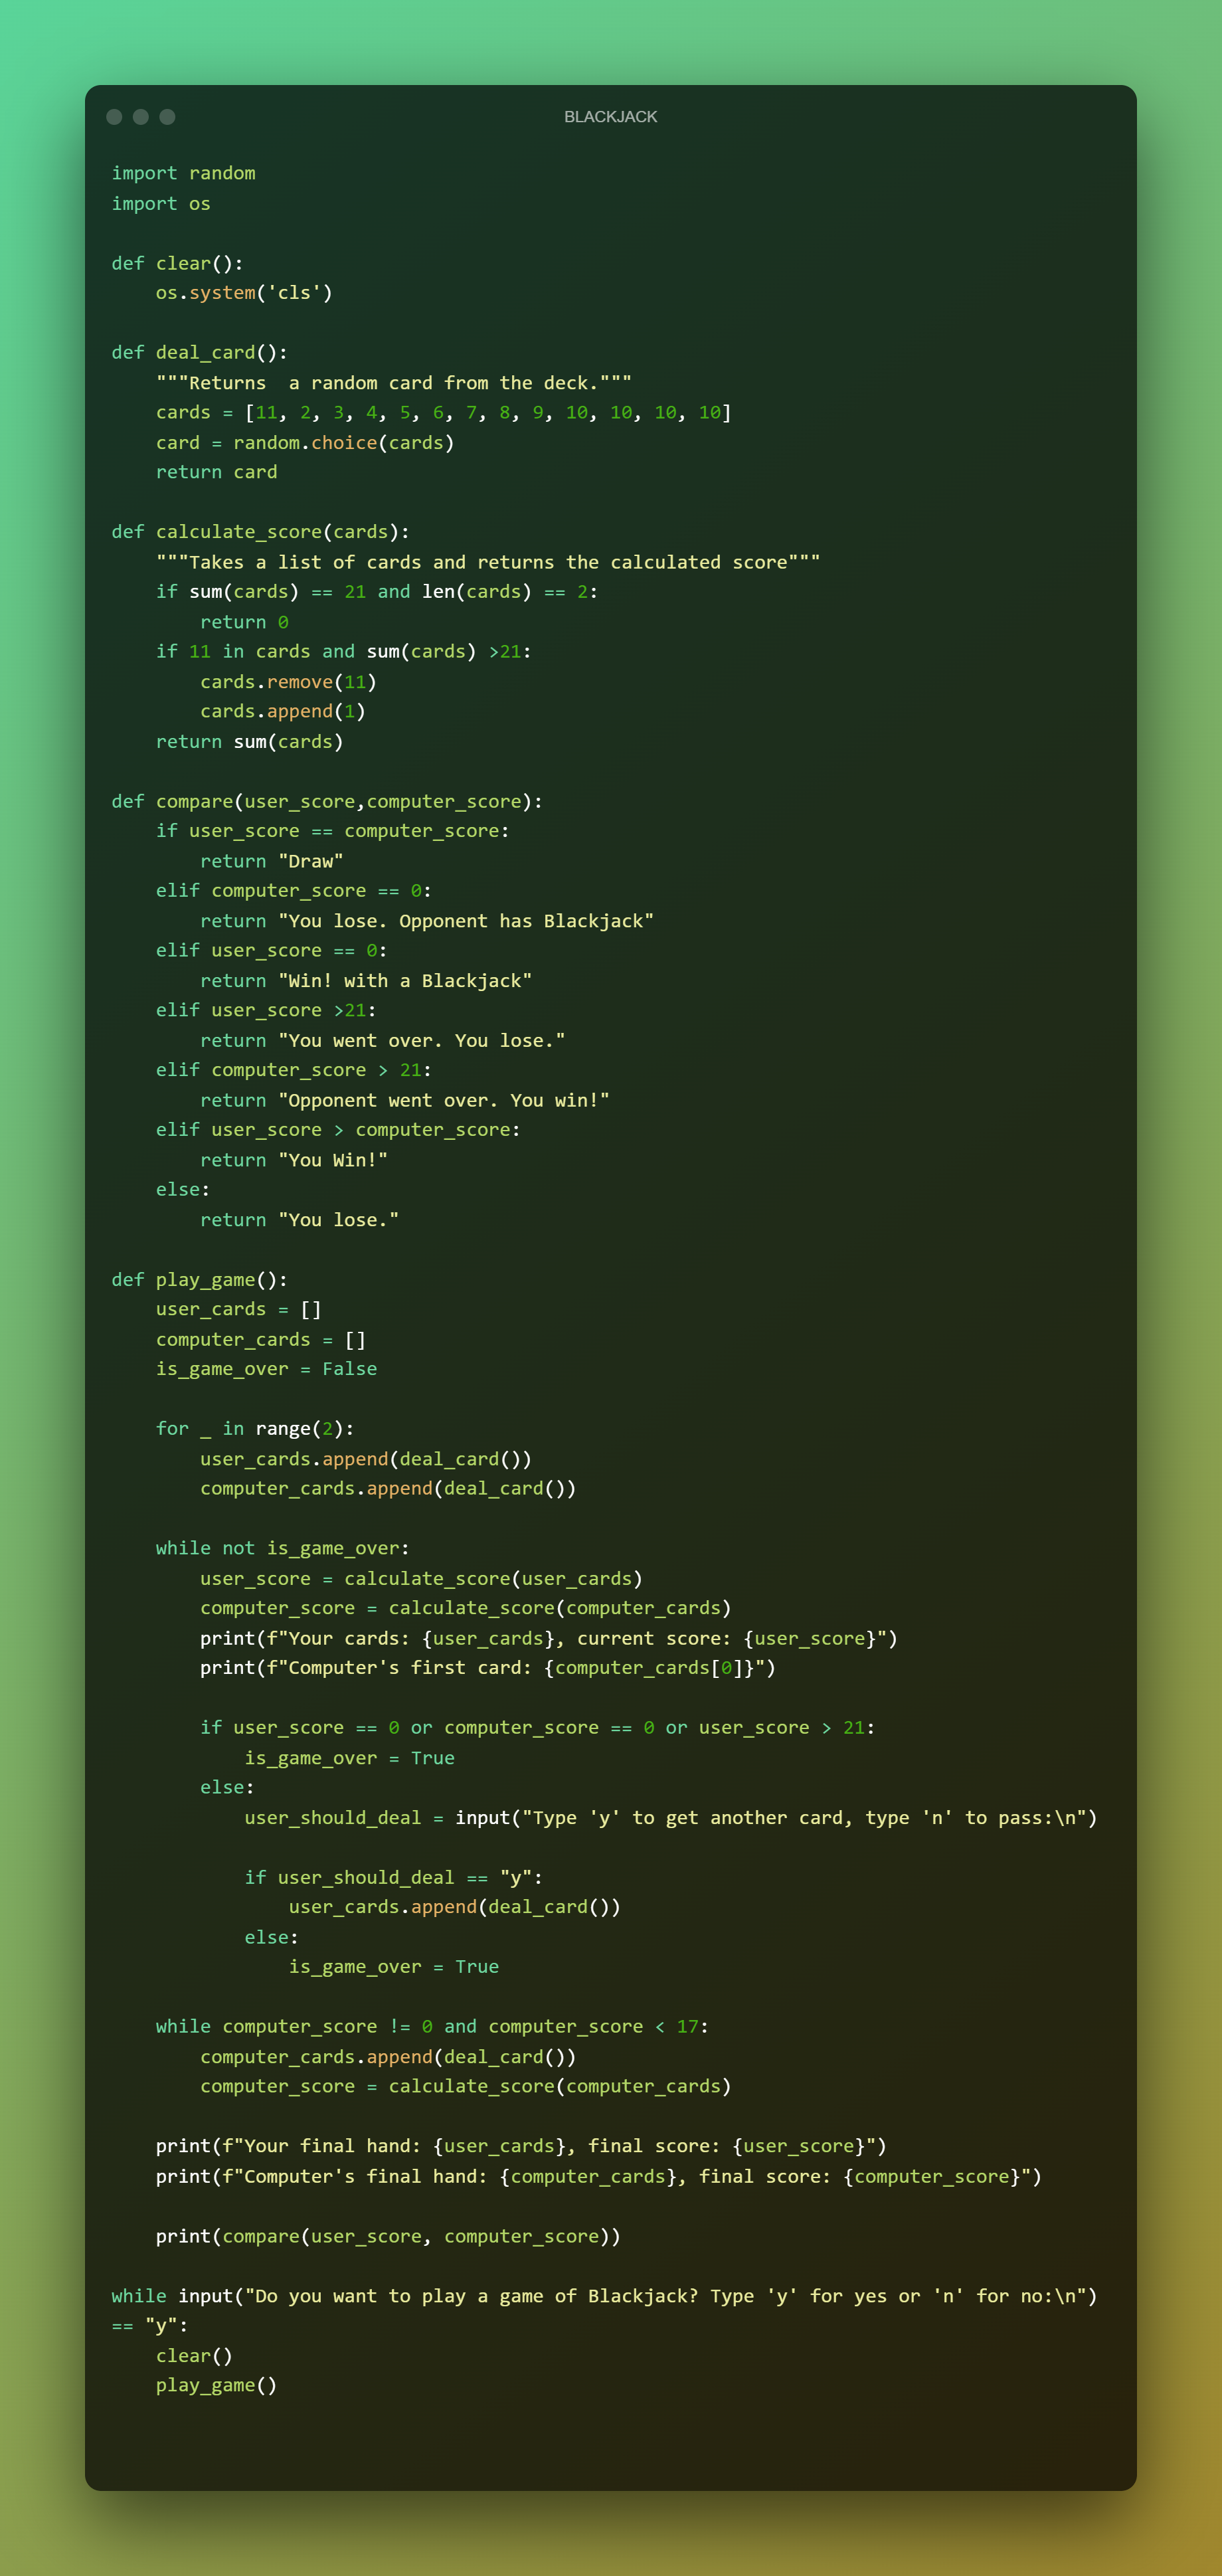 BLACKJACK
import random
import os

def clear():
    os.system('cls')

def deal_card():
    """Returns  a random card from the deck."""
    cards = [11, 2, 3, 4, 5, 6, 7, 8, 9, 10, 10, 10, 10]
    card = random.choice(cards)
    return card

def calculate_score(cards):
    """Takes a list of cards and returns the calculated score"""
    if sum(cards) == 21 and len(cards) == 2:
        return 0
    if 11 in cards and sum(cards) >21:
        cards.remove(11)
        cards.append(1)
    return sum(cards)

def compare(user_score,computer_score):
    if user_score == computer_score:
        return "Draw"
    elif computer_score == 0:
        return "You lose. Opponent has Blackjack"
    elif user_score == 0:
        return "Win! with a Blackjack"
    elif user_score >21:
        return "You went over. You lose."
    elif computer_score > 21:
        return "Opponent went over. You win!"
    elif user_score > computer_score:
        return "You Win!"
    else:
        return "You lose."

def play_game():
    user_cards = []
    computer_cards = []
    is_game_over = False

    for _ in range(2):
        user_cards.append(deal_card())
        computer_cards.append(deal_card())

    while not is_game_over:
        user_score = calculate_score(user_cards)
        computer_score = calculate_score(computer_cards)
        print(f"Your cards: {user_cards}, current score: {user_score}")
        print(f"Computer's first card: {computer_cards[0]}")

        if user_score == 0 or computer_score == 0 or user_score > 21:
            is_game_over = True
        else:
            user_should_deal = input("Type 'y' to get another card, type 'n' to pass:\n")

            if user_should_deal == "y":
                user_cards.append(deal_card())
            else:
                is_game_over = True

    while computer_score != 0 and computer_score < 17:
        computer_cards.append(deal_card())
        computer_score = calculate_score(computer_cards)

    print(f"Your final hand: {user_cards}, final score: {user_score}")
    print(f"Computer's final hand: {computer_cards}, final score: {computer_score}")

    print(compare(user_score, computer_score))

while input("Do you want to play a game of Blackjack? Type 'y' for yes or 'n' for no:\n")
== "y":
    clear()
    play_game()